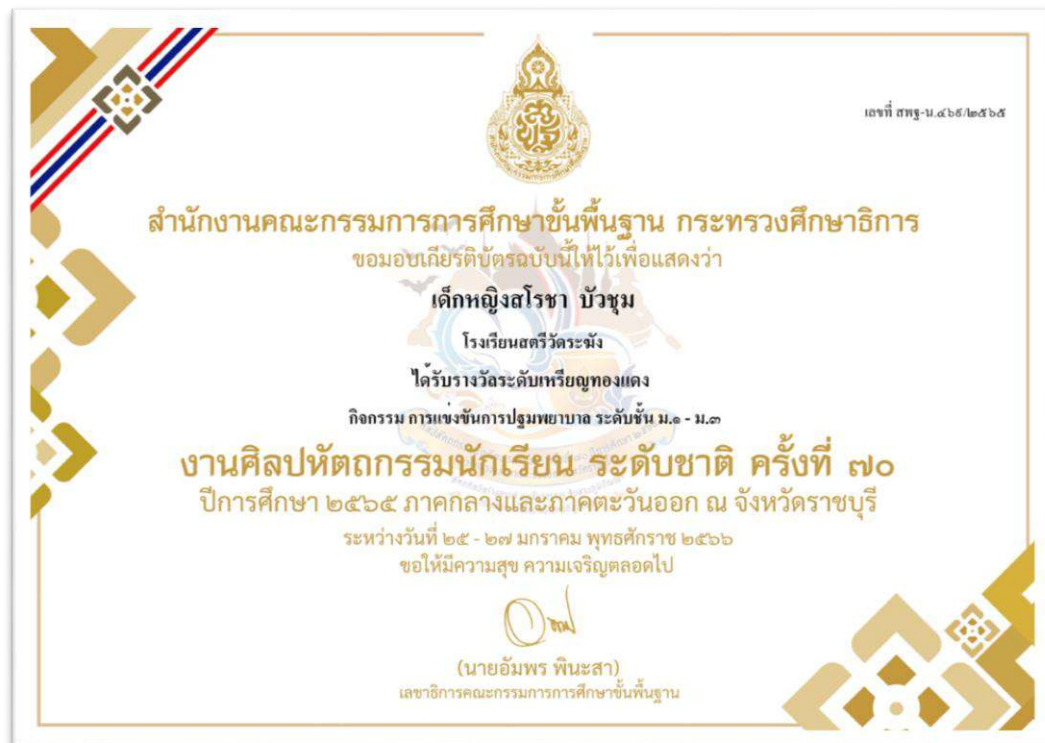 เลขที่ สพฐ-น.๔๖๙/๒๕๖๕
สำนักงานคณะกรรมการการศึกษาขั้นพื้นฐาน กระทรวงศึกษาธิการ
ขอมอบเกียรติบัตรฉบับนี้ให้ไว้เพื่อแสดงว่า
เด็กหญิงสโรชา บัวชุม
โรงเรียนสตรีวัดระฆัง
ได้รับรางวัลระดับเหรียญทองแดง
กิจกรรม การแข่งขันการปฐมพยาบาล ระดับชั้น ม.๑ - ม.๓
งานศิลปหัตถกรรมนักเรียน ระดับชาติ ครั้งที่ ๗๐
ปีการศึกษา ๒๕๖๕ ภาคกลางและภาคตะวันออก ณ จังหวัดราชบุรี
ระหว่างวันที่ ๒๕ - ๒๗ มกราคม พุทธศักราช ๒๕๖๖
ขอให้มีความสุข ความเจริญตลอดไป
(นายอัมพร พินะสา)
เลขาธิการคณะกรรมการการศึกษาขั้นพื้นฐาน